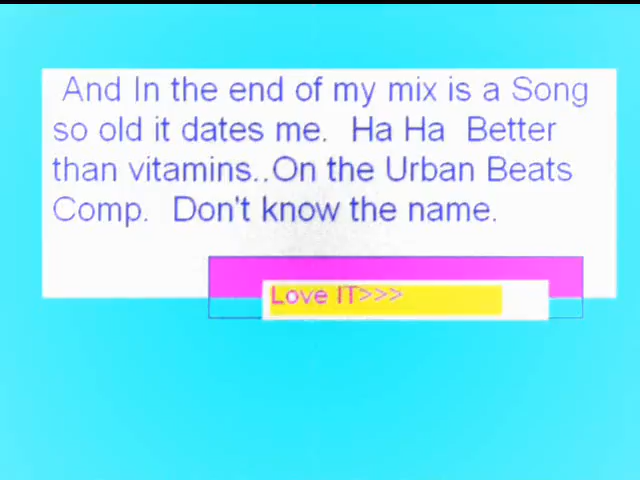 And In the end of my mix is a Song
so old it dates me. Ha Ha Better
than vitamins..On the Urban Beats
Comp. Don't know the name.
Love IT>>>